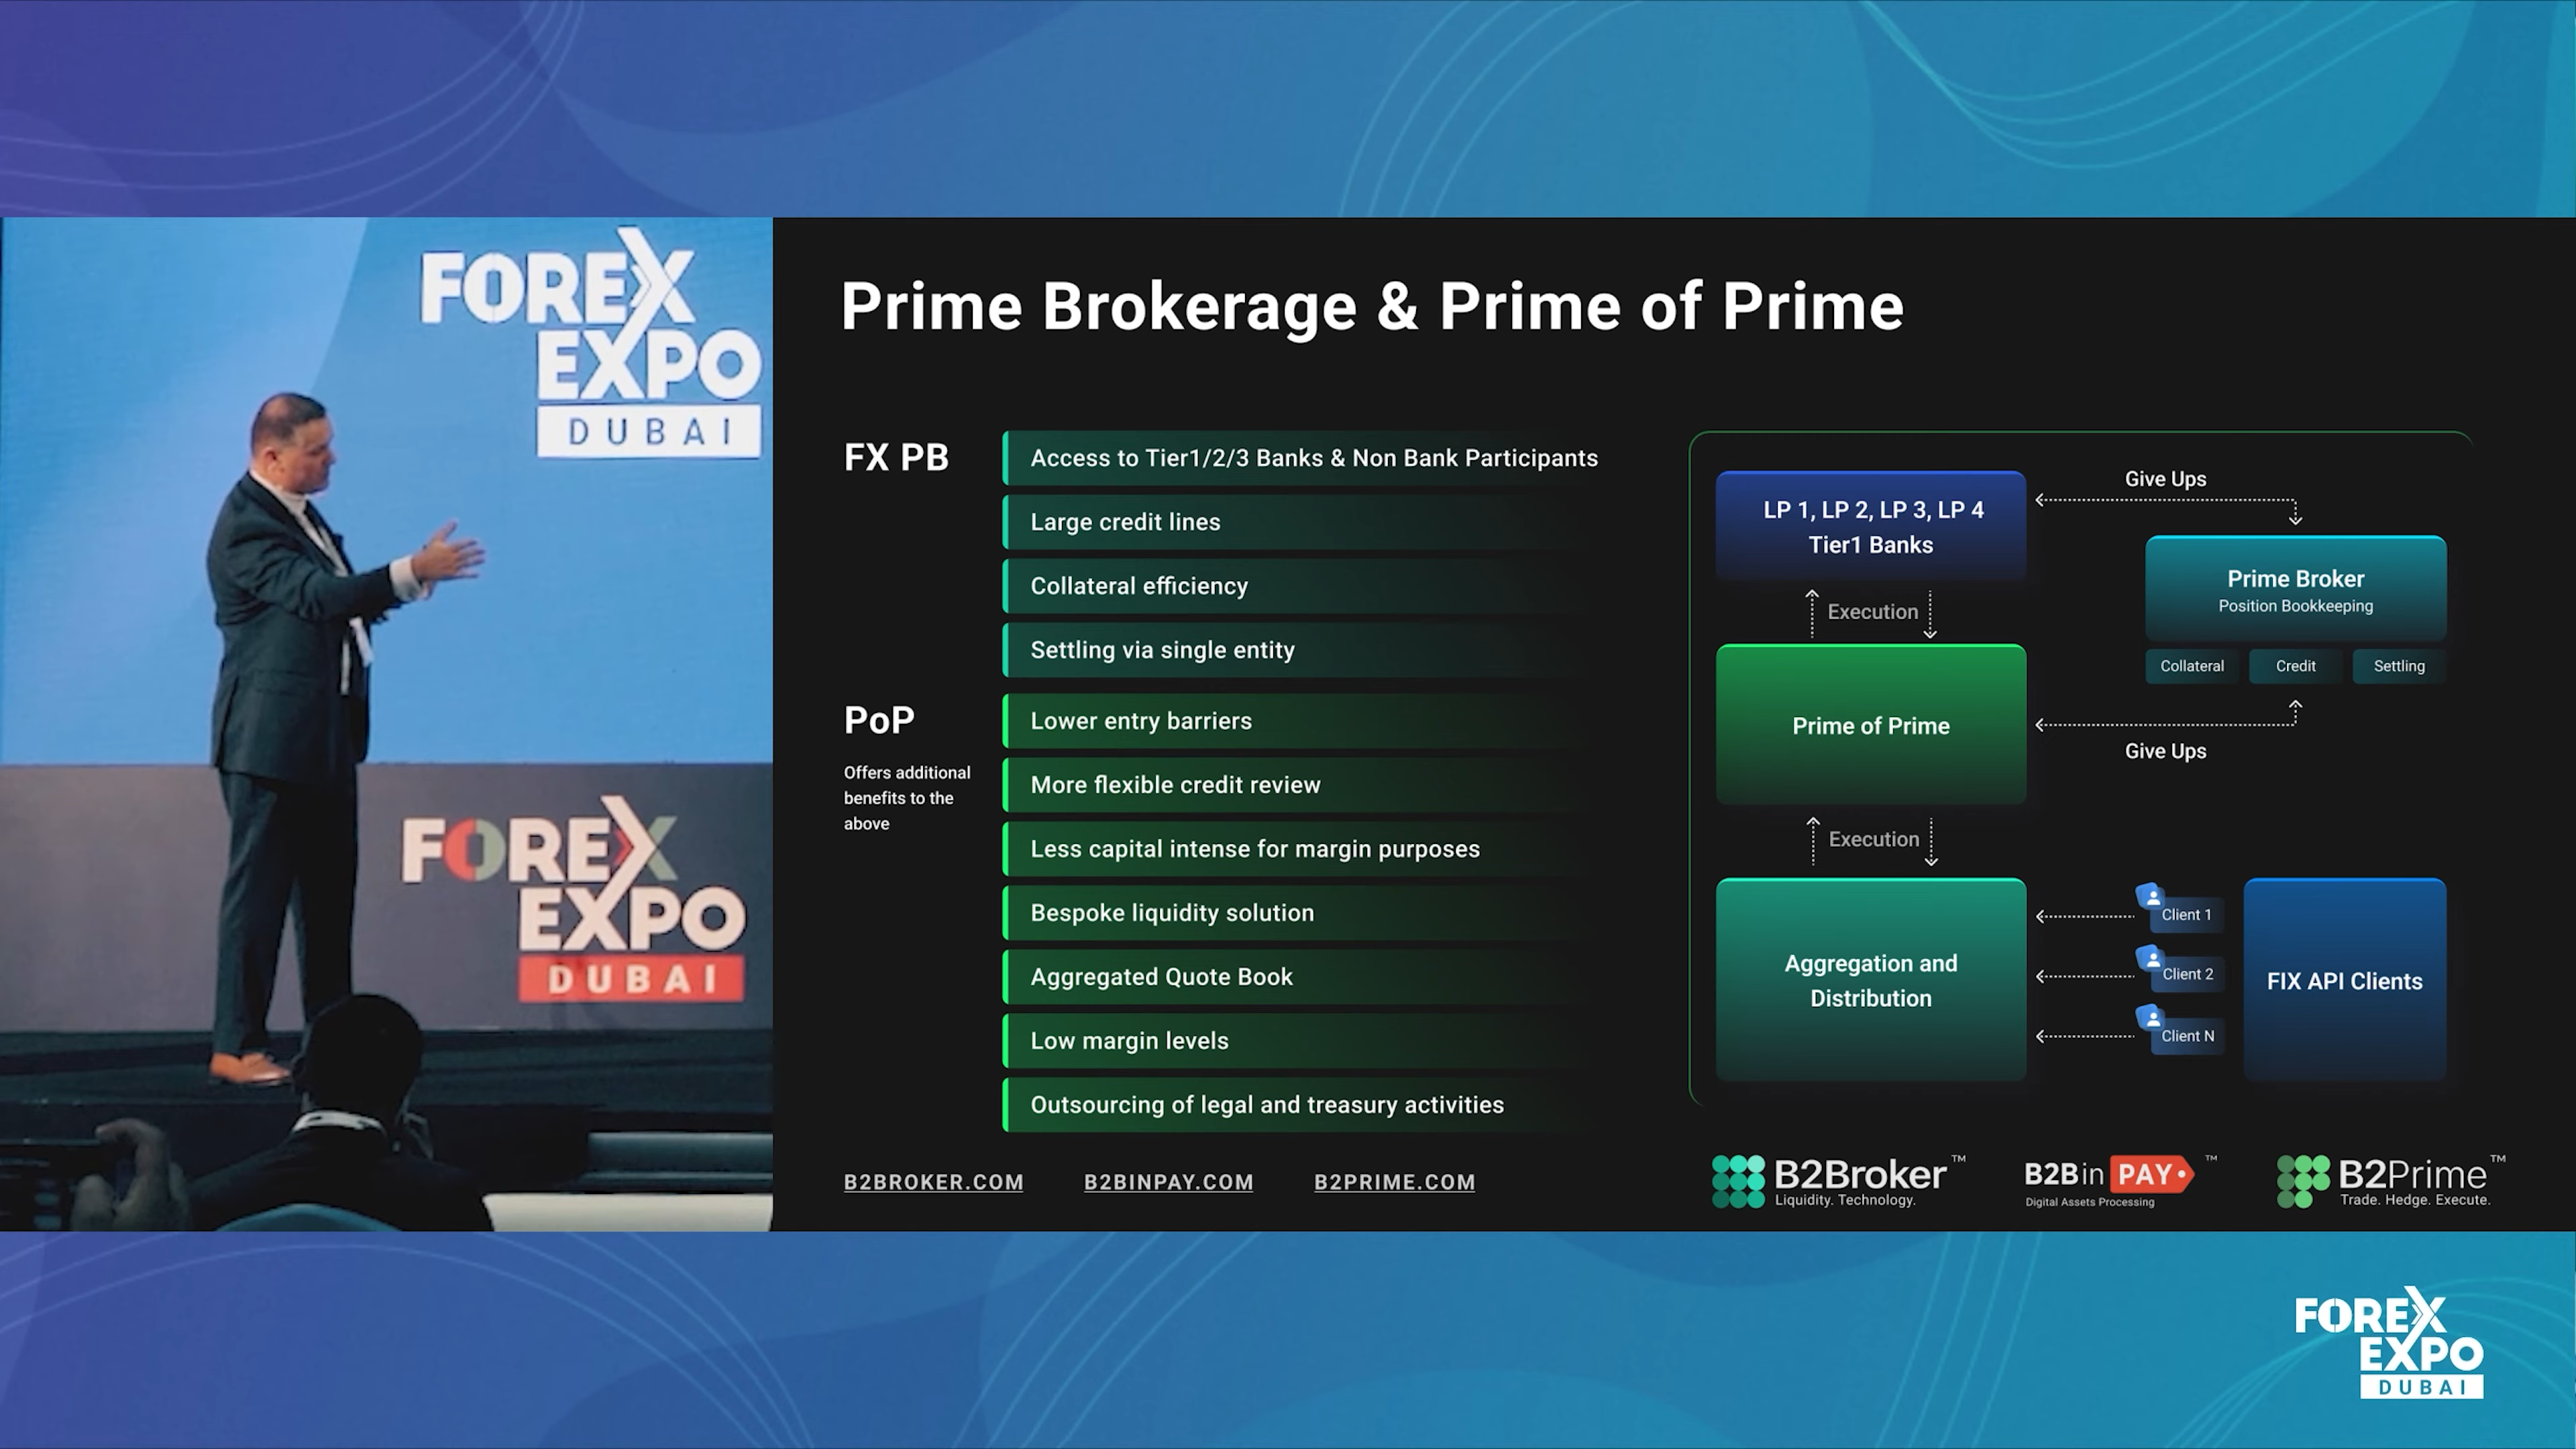 FOREX
EXPO
DUBAI
FOREX
EXPO
DUBAI
Prime Brokerage & Prime of Prime
FX PB
Access to Tier1/2/3 Banks & Non Bank Participants
Large credit lines
Collateral efficiency
Settling via single entity
PoP
Offers additional
benefits to the
above
Lower entry barriers
More flexible credit review
Less capital intense for margin purposes
Bespoke liquidity solution
Aggregated Quote Book
Low margin levels
Outsourcing of legal and treasury activities
LP 1, LP 2, LP 3, LP 4
Tier1 Banks
Give Ups
Prime Broker
Position Bookkeeping
Collateral
Credit
Settling
Execution
Prime of Prime
Give Ups
Execution
Aggregation and
Distribution
Client 1
Client 2
Client N
FIX API Clients
B2BROKER.COM
B2BINPAY.COM
B2PRIME.COM
B2Broker™
Liquidity. Technology.
B2BinPAY™
Digital Assets Processing
B2Prime™
Trade. Hedge. Execute.
FOREX
EXPO
DUBAI